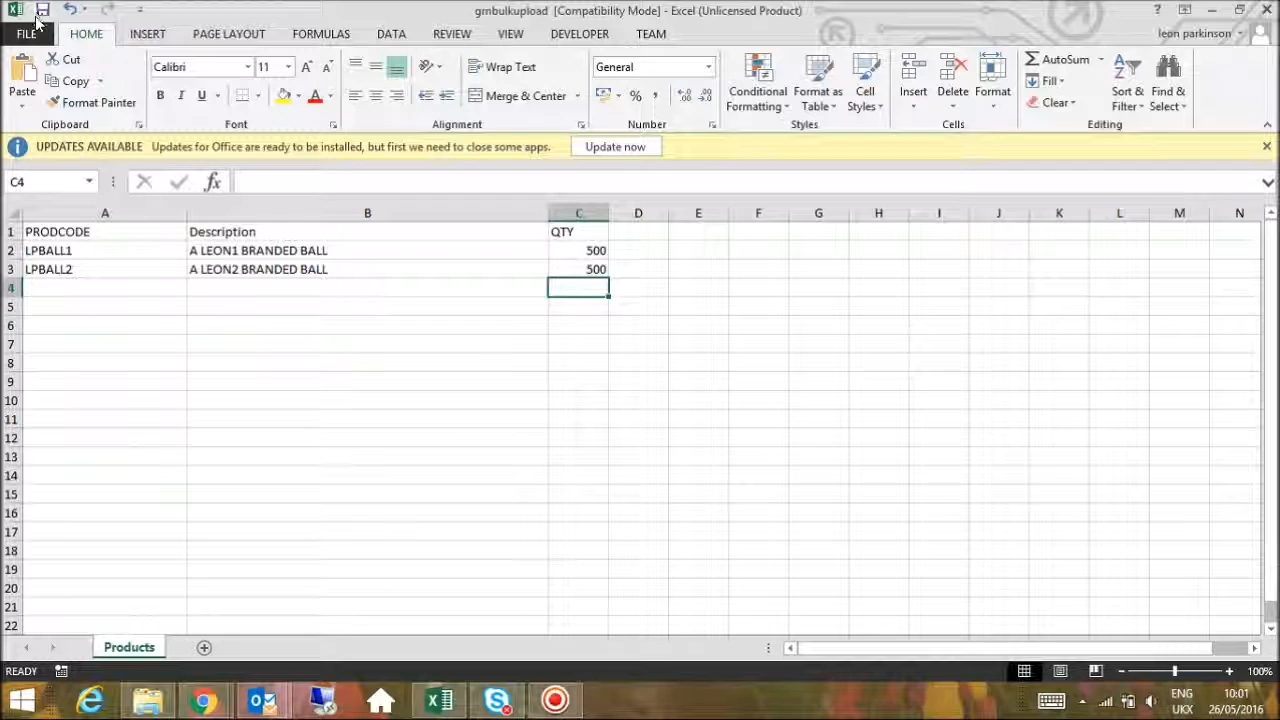 grnbulkupload [Compatibility Mode] - Excel (Unlicensed Product)
FILE HOME INSERT PAGE LAYOUT FORMULAS DATA REVIEW VIEW DEVELOPER TEAM leon parkinson
Paste
Cut
Copy
Format Painter
Clipboard
Calibri 11
B I U
Font
Wrap Text
Merge & Center
Alignment
General
%
Number
Conditional Formatting
Format as Table
Cell Styles
Styles
Insert Delete Format
Cells
AutoSum
Fill
Clear
Sort & Filter
Find & Select
Editing
UPDATES AVAILABLE Updates for Office are ready to be installed, but first we need to close some apps. Update now
C4 fx
A B C D E F G H I J K L M N
1 PRODCODE Description QTY
2 LPBALL1 A LEON1 BRANDED BALL 500
3 LPBALL2 A LEON2 BRANDED BALL 500
4
5
6
7
8
9
10
11
12
13
14
15
16
17
18
19
20
21
22
Products
READY 100%
ENG 10:01
UKX 26/05/2016